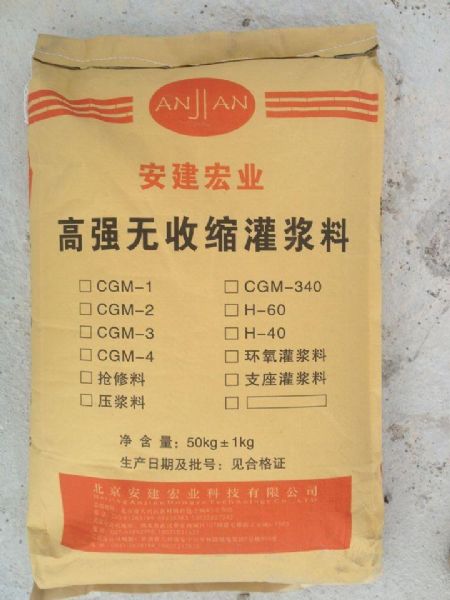 ANJIAN
安建宏业
高强无收缩灌浆料
□CGM-1 □CGM-340
□CGM-2 □H-60
□CGM-3 □H-40
□CGM-4 □环氧灌浆料
□抢修料 □支座灌浆料
□压浆料 □
净含量：50kg±1kg
生产日期及批号：见合格证
北京安建宏业科技有限公司